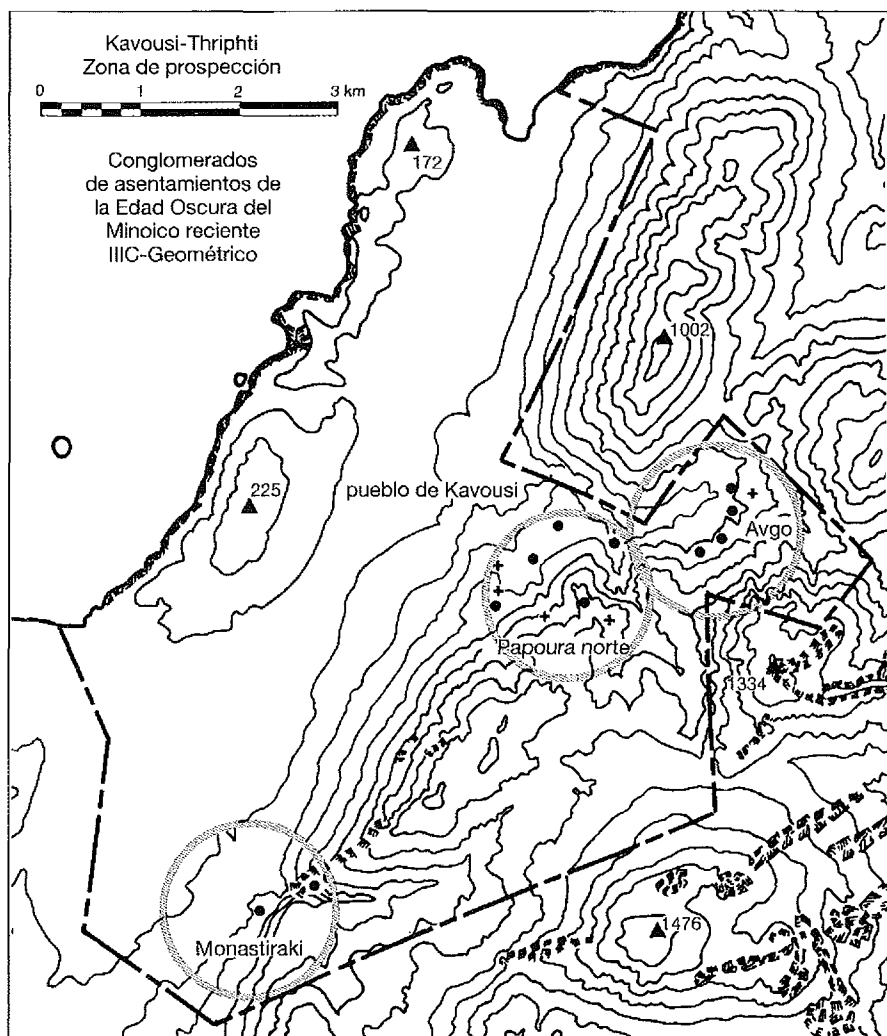 Kavousi-Thriphti
Zona de prospección
0 1 2 3 km
Conglomerados
de asentamientos de
la Edad Oscura del
Minoico reciente
IIIC-Geométrico
172
1002
225
pueblo de Kavousi
Avgo
Papoura norte
1334
Monastiraki
1476